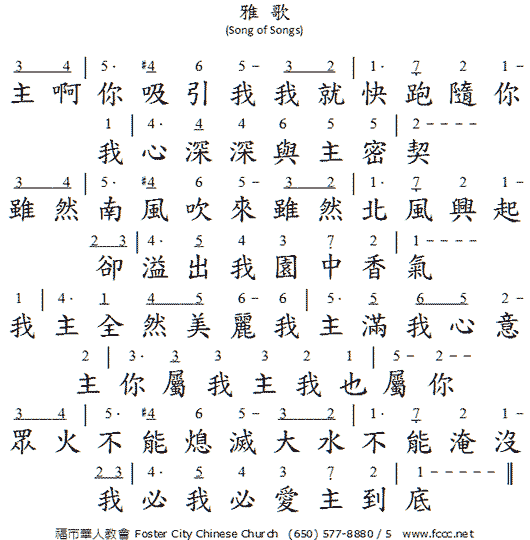 雅歌
(Song of Songs)
3 4 | 5· #4 6 5- 3 2 | 1· 7 2 1-
主啊你吸引我我就快跑隨你
1 | 4· 4 4 6 5 5 | 2----
我心深深與主密契
3 4 | 5· #4 6 5- 3 2 | 1· 7 2 1-
雖然南風吹來雖然北風興起
2 3 | 4· 5 4 3 7 2 | 1----
卻溢出我園中香氣
1 | 4· 1 4 5 6- 6 | 5· 5 6 5 2
我主全然美麗我主滿我心意
2 | 3· 3 3 3 2 1 | 5- 2--
主你屬我主我也屬你
3 4 | 5· #4 6 5- 3 2 | 1· 7 2 1-
眾火不能熄滅大水不能淹沒
2 3 | 4· 5 4 3 7 2 | 1---- ||
我必我必愛主到底
福市華人教會 Foster City Chinese Church (650) 577-8880 / 5 www.fccc.net